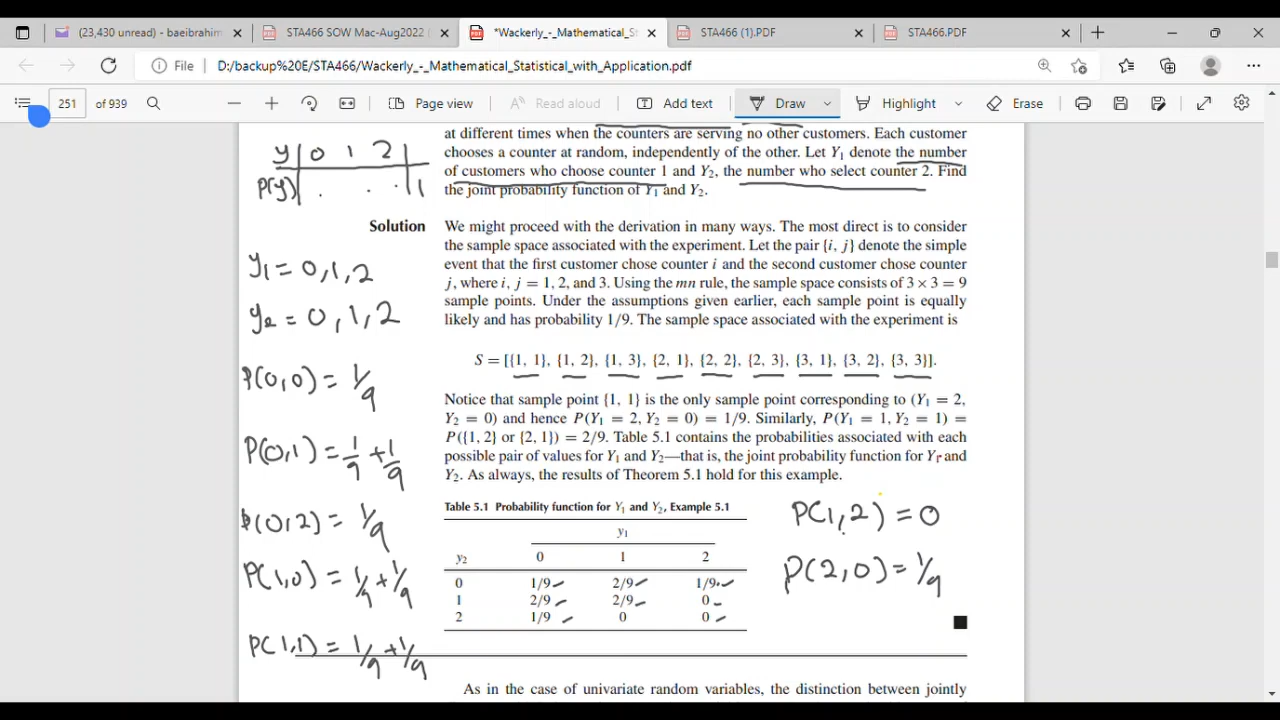 (23,430 unread) - baeibrahim
STA466 SOW Mac-Aug2022 (
*Wackerly_-_Mathematical_S
STA466 (1).PDF
STA466.PDF
File D:/backup%20E/STA466/Wackerly_-_Mathematical_Statistical_with_Application.pdf
251 of 939
Page view
Read aloud
Add text
Draw
Highlight
Erase
at different times when the counters are serving no other customers. Each customer
chooses a counter at random, independently of the other. Let Y1 denote the number
of customers who choose counter 1 and Y2, the number who select counter 2. Find
the joint probability function of Y1 and Y2.
y 0 1 2
P(y) . . . 1
Solution We might proceed with the derivation in many ways. The most direct is to consider
the sample space associated with the experiment. Let the pair {i, j} denote the simple
event that the first customer chose counter i and the second customer chose counter
j, where i, j = 1, 2, and 3. Using the mn rule, the sample space consists of 3 × 3 = 9
sample points. Under the assumptions given earlier, each sample point is equally
likely and has probability 1/9. The sample space associated with the experiment is
S = [{1, 1}, {1, 2}, {1, 3}, {2, 1}, {2, 2}, {2, 3}, {3, 1}, {3, 2}, {3, 3}].
Notice that sample point {1, 1} is the only sample point corresponding to (Y1 = 2,
Y2 = 0) and hence P(Y1 = 2, Y2 = 0) = 1/9. Similarly, P(Y1 = 1, Y2 = 1) =
P({1, 2} or {2, 1}) = 2/9. Table 5.1 contains the probabilities associated with each
possible pair of values for Y1 and Y2—that is, the joint probability function for Y1 and
Y2. As always, the results of Theorem 5.1 hold for this example.
y1 = 0,1,2
y2 = 0,1,2
P(0,0) = 1/9
P(0,1) = 1/9 + 1/9
P(0,2) = 1/9
P(1,0) = 1/9 + 1/9
P(1,1) = 1/9 + 1/9
Table 5.1 Probability function for Y1 and Y2, Example 5.1
y1
y2 0 1 2
0 1/9 2/9 1/9
1 2/9 2/9 0
2 1/9 0 0
P(1,2) = 0
P(2,0) = 1/9
As in the case of univariate random variables, the distinction between jointly